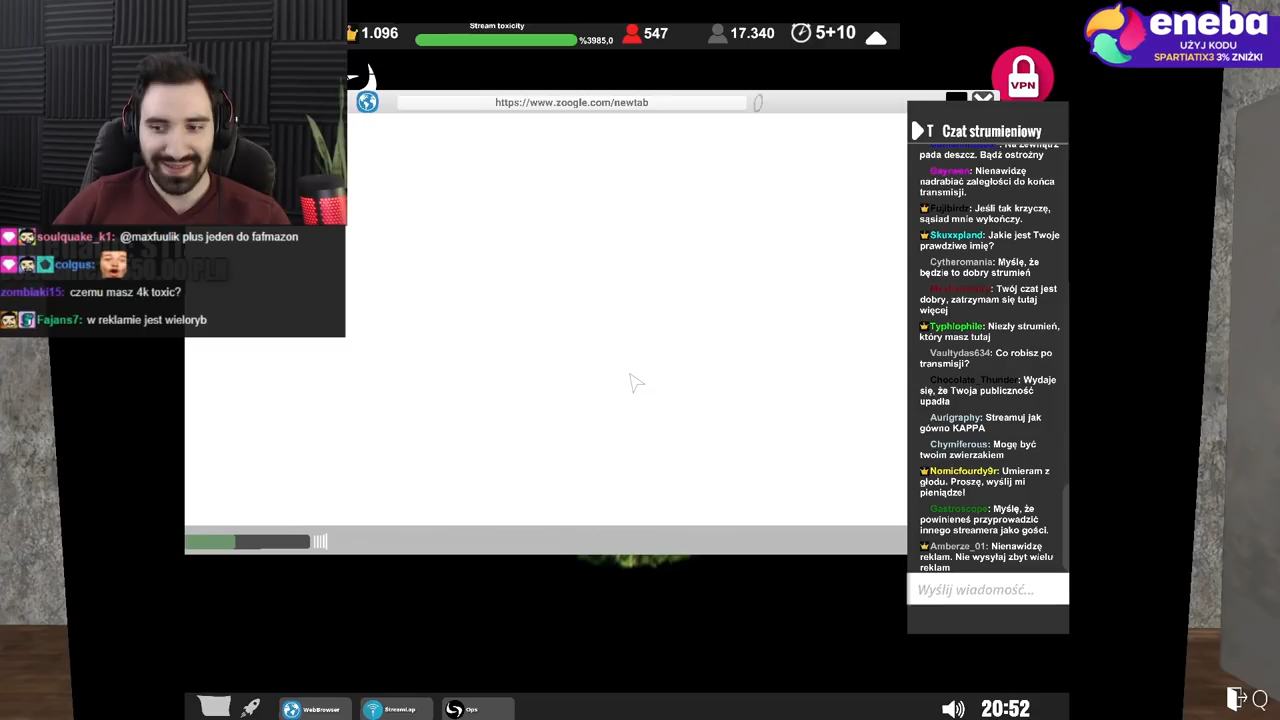 1.096
Stream toxicity
%3985,0
547
17.340
5+10
eneba
UŻYJ KODU
SPARTIATIX3 3% ZNIŻKI
VPN
https://www.zoogle.com/newtab
T Czat strumieniowy
: Na zewnątrz
pada deszcz. Bądź ostrożny
Nienawidzę
nadrabiać zaległości do końca
transmisji.
Fujibirdz: Jeśli tak krzyczę,
sąsiad mnie wykończy.
Skuxxpland: Jakie jest Twoje
prawdziwe imię?
Cytheromania: Myślę, że
będzie to dobry strumień
: Twój czat jest
dobry, zatrzymam się tutaj
więcej
Typhlophile: Niezły strumień,
który masz tutaj
Vaultydas634: Co robisz po
transmisji?
Chocolate_Thunder: Wydaje
się, że Twoja publiczność
upadła
Aurigraphy: Streamuj jak
gówno KAPPA
Chymiferous: Mogę być
twoim zwierzakiem
Nomicfourdy9r: Umieram z
głodu. Proszę, wyślij mi
pieniądze!
Gastroscope: Myślę, że
powinieneś przyprowadzić
innego streamera jako gości.
Amberze_01: Nienawidzę
reklam. Nie wysyłaj zbyt wielu
reklam
Wyślij wiadomość...
soulquake_k1: @maxfuulik plus jeden do fafmazon
colgus:
zombiaki15: czemu masz 4k toxic?
Fajans7: w reklamie jest wieloryb
WebBrowser
StreamLap
Ops
20:52
Q